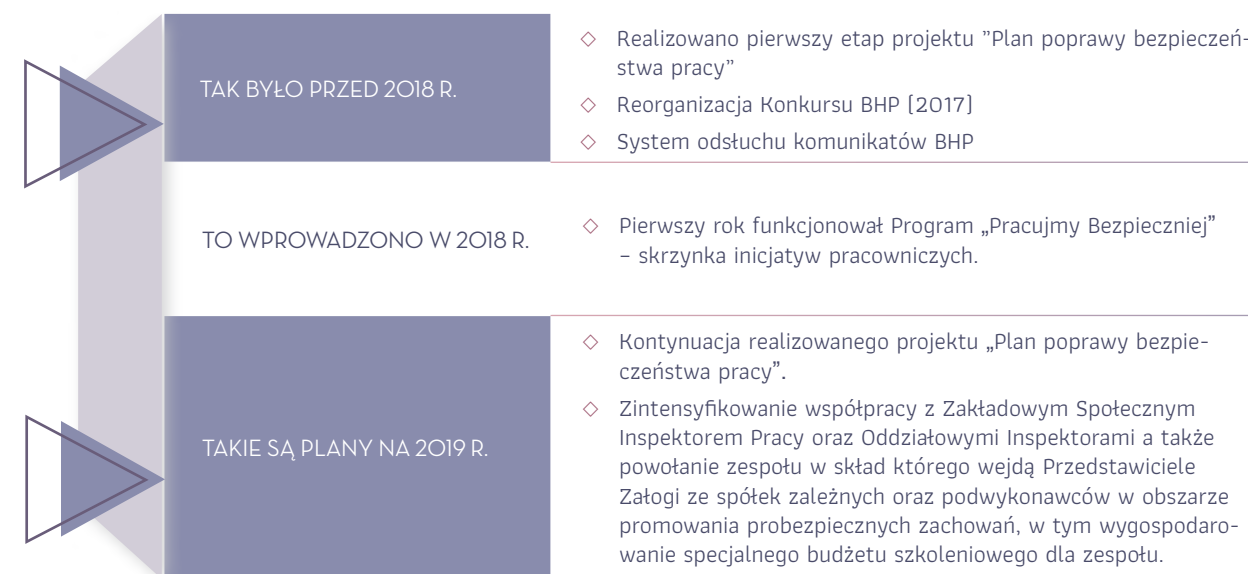 TAK BYŁO PRZED 2018 R.
◇ Realizowano pierwszy etap projektu ”Plan poprawy bezpieczeń-
stwa pracy”
◇ Reorganizacja Konkursu BHP [2017]
◇ System odsłuchu komunikatów BHP
TO WPROWADZONO W 2018 R.
◇ Pierwszy rok funkcjonował Program „Pracujmy Bezpieczniej”
– skrzynka inicjatyw pracowniczych.
TAKIE SĄ PLANY NA 2019 R.
◇ Kontynuacja realizowanego projektu „Plan poprawy bezpie-
czeństwa pracy”.
◇ Zintensyfikowanie współpracy z Zakładowym Społecznym
Inspektorem Pracy oraz Oddziałowymi Inspektorami a także
powołanie zespołu w skład którego wejdą Przedstawiciele
Załogi ze spółek zależnych oraz podwykonawców w obszarze
promowania probezpiecznych zachowań, w tym wygospodaro-
wanie specjalnego budżetu szkoleniowego dla zespołu.